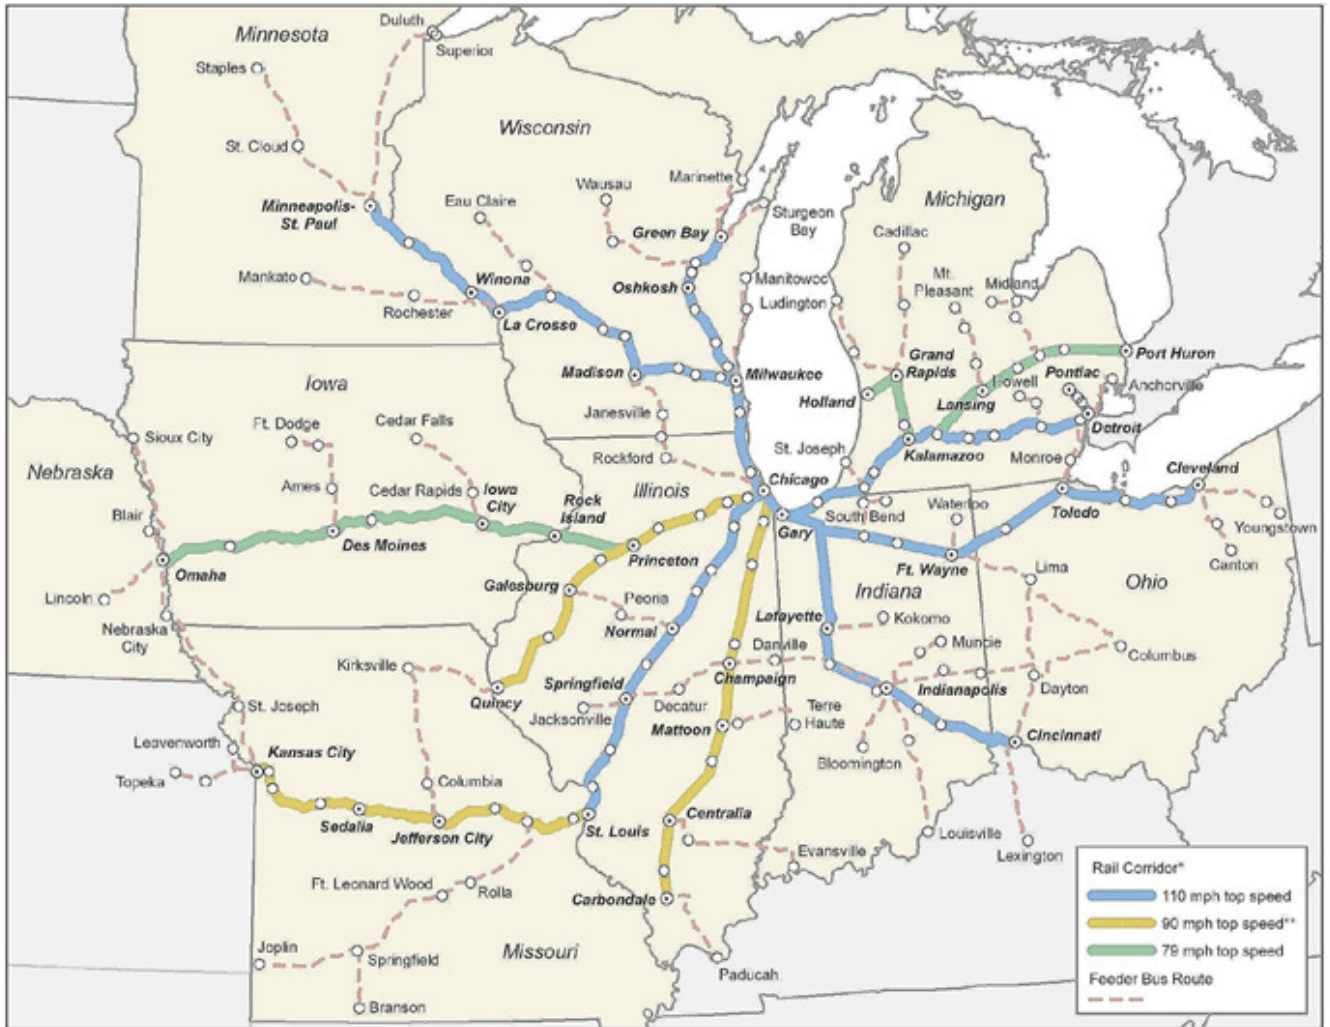 Duluth
Minnesota
Superior
Staples
Wisconsin
St. Cloud
Marinette
Wausau
Minneapolis-
St. Paul
Eau Claire
Michigan
Sturgeon
Bay
Green Bay
Cadillac
Mankato
Winona
Oshkosh
Manitowoc
Ludington
Mt.
Pleasant
Midland
Rochester
La Crosse
Grand
Rapids
Port Huron
Pontiac
Madison
Milwaukee
Howell
Anchorville
Iowa
Holland
Lansing
Janesville
Detroit
Ft. Dodge
Cedar Falls
Sioux City
St. Joseph
Kalamazoo
Monroe
Cleveland
Nebraska
Rockford
Chicago
Ames
Cedar Rapids
Iowa
City
Rock
Island
Illinois
Waterloo
Toledo
South Bend
Youngstown
Blair
Gary
Des Moines
Princeton
Ft. Wayne
Canton
Omaha
Lima
Galesburg
Ohio
Lincoln
Peoria
Indiana
Lafayette
Kokomo
Nebraska
City
Normal
Muncie
Danville
Columbus
Kirksville
Springfield
Champaign
Indianapolis
Dayton
Quincy
Jacksonville
Decatur
Terre
Haute
St. Joseph
Mattoon
Leavenworth
Kansas City
Cincinnati
Bloomington
Topeka
Columbia
Centralia
Sedalia
Jefferson City
St. Louis
Louisville
Evansville
Lexington
Ft. Leonard Wood
Rolla
Carbondale
Joplin
Missouri
Springfield
Paducah
Branson
Rail Corridor*
110 mph top speed
90 mph top speed**
79 mph top speed
Feeder Bus Route